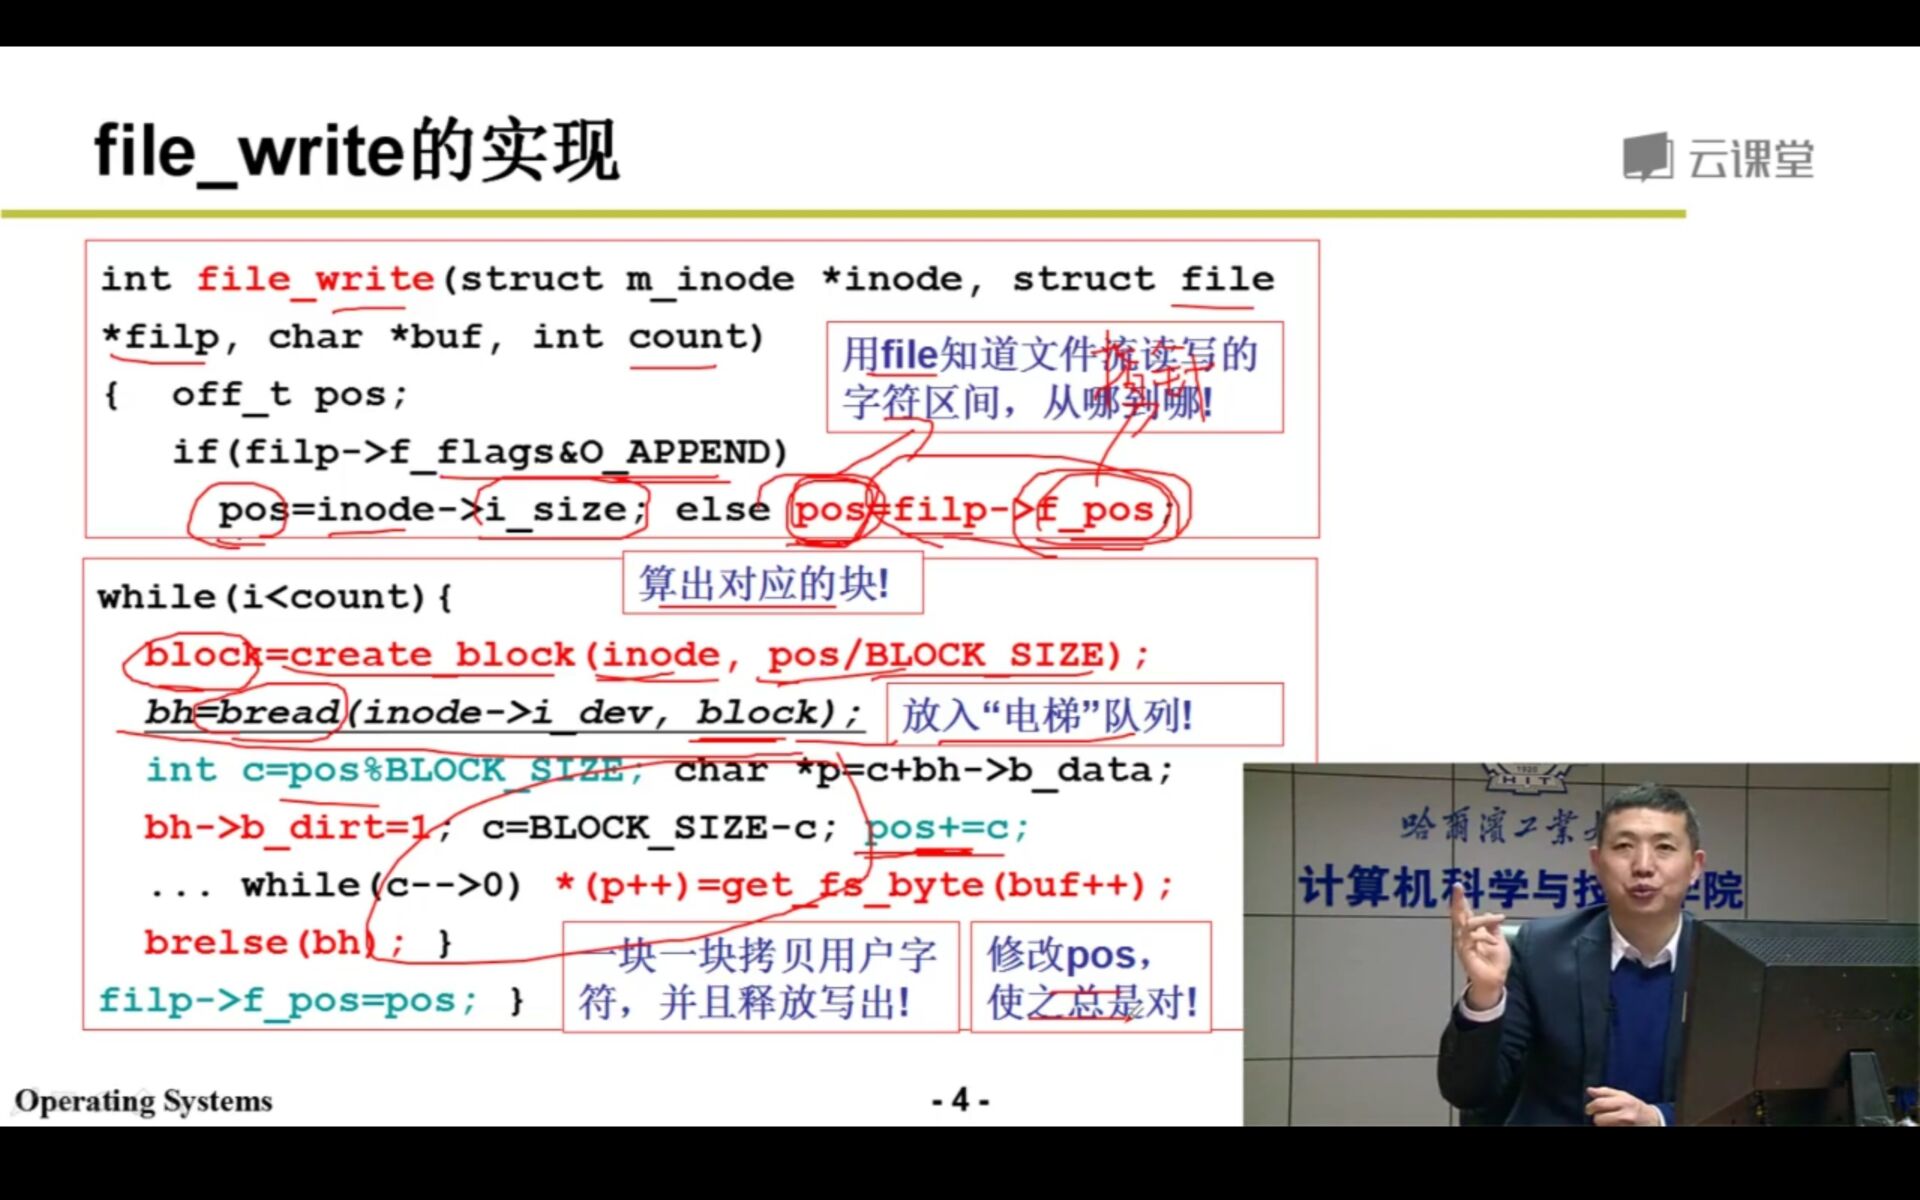 file_write的实现
云课堂
int file_write(struct m_inode *inode, struct file
*filp, char *buf, int count)
用file知道文件流读写的
字符区间，从哪到哪!
指针
{ off_t pos;
if(filp->f_flags&O_APPEND)
pos=inode->i_size; else pos=filp->f_pos;
算出对应的块!
while(i<count){
block=create_block(inode, pos/BLOCK_SIZE);
bh=bread(inode->i_dev, block);
放入“电梯”队列!
int c=pos%BLOCK_SIZE; char *p=c+bh->b_data;
bh->b_dirt=1; c=BLOCK_SIZE-c; pos+=c;
... while(c-->0) *(p++)=get_fs_byte(buf++);
brelse(bh); }
一块一块拷贝用户字
符，并且释放写出!
修改pos，
使之总是对!
filp->f_pos=pos; }
1920
HIT
哈爾濱工業
计算机科学与技 学院
Operating Systems
- 4 -